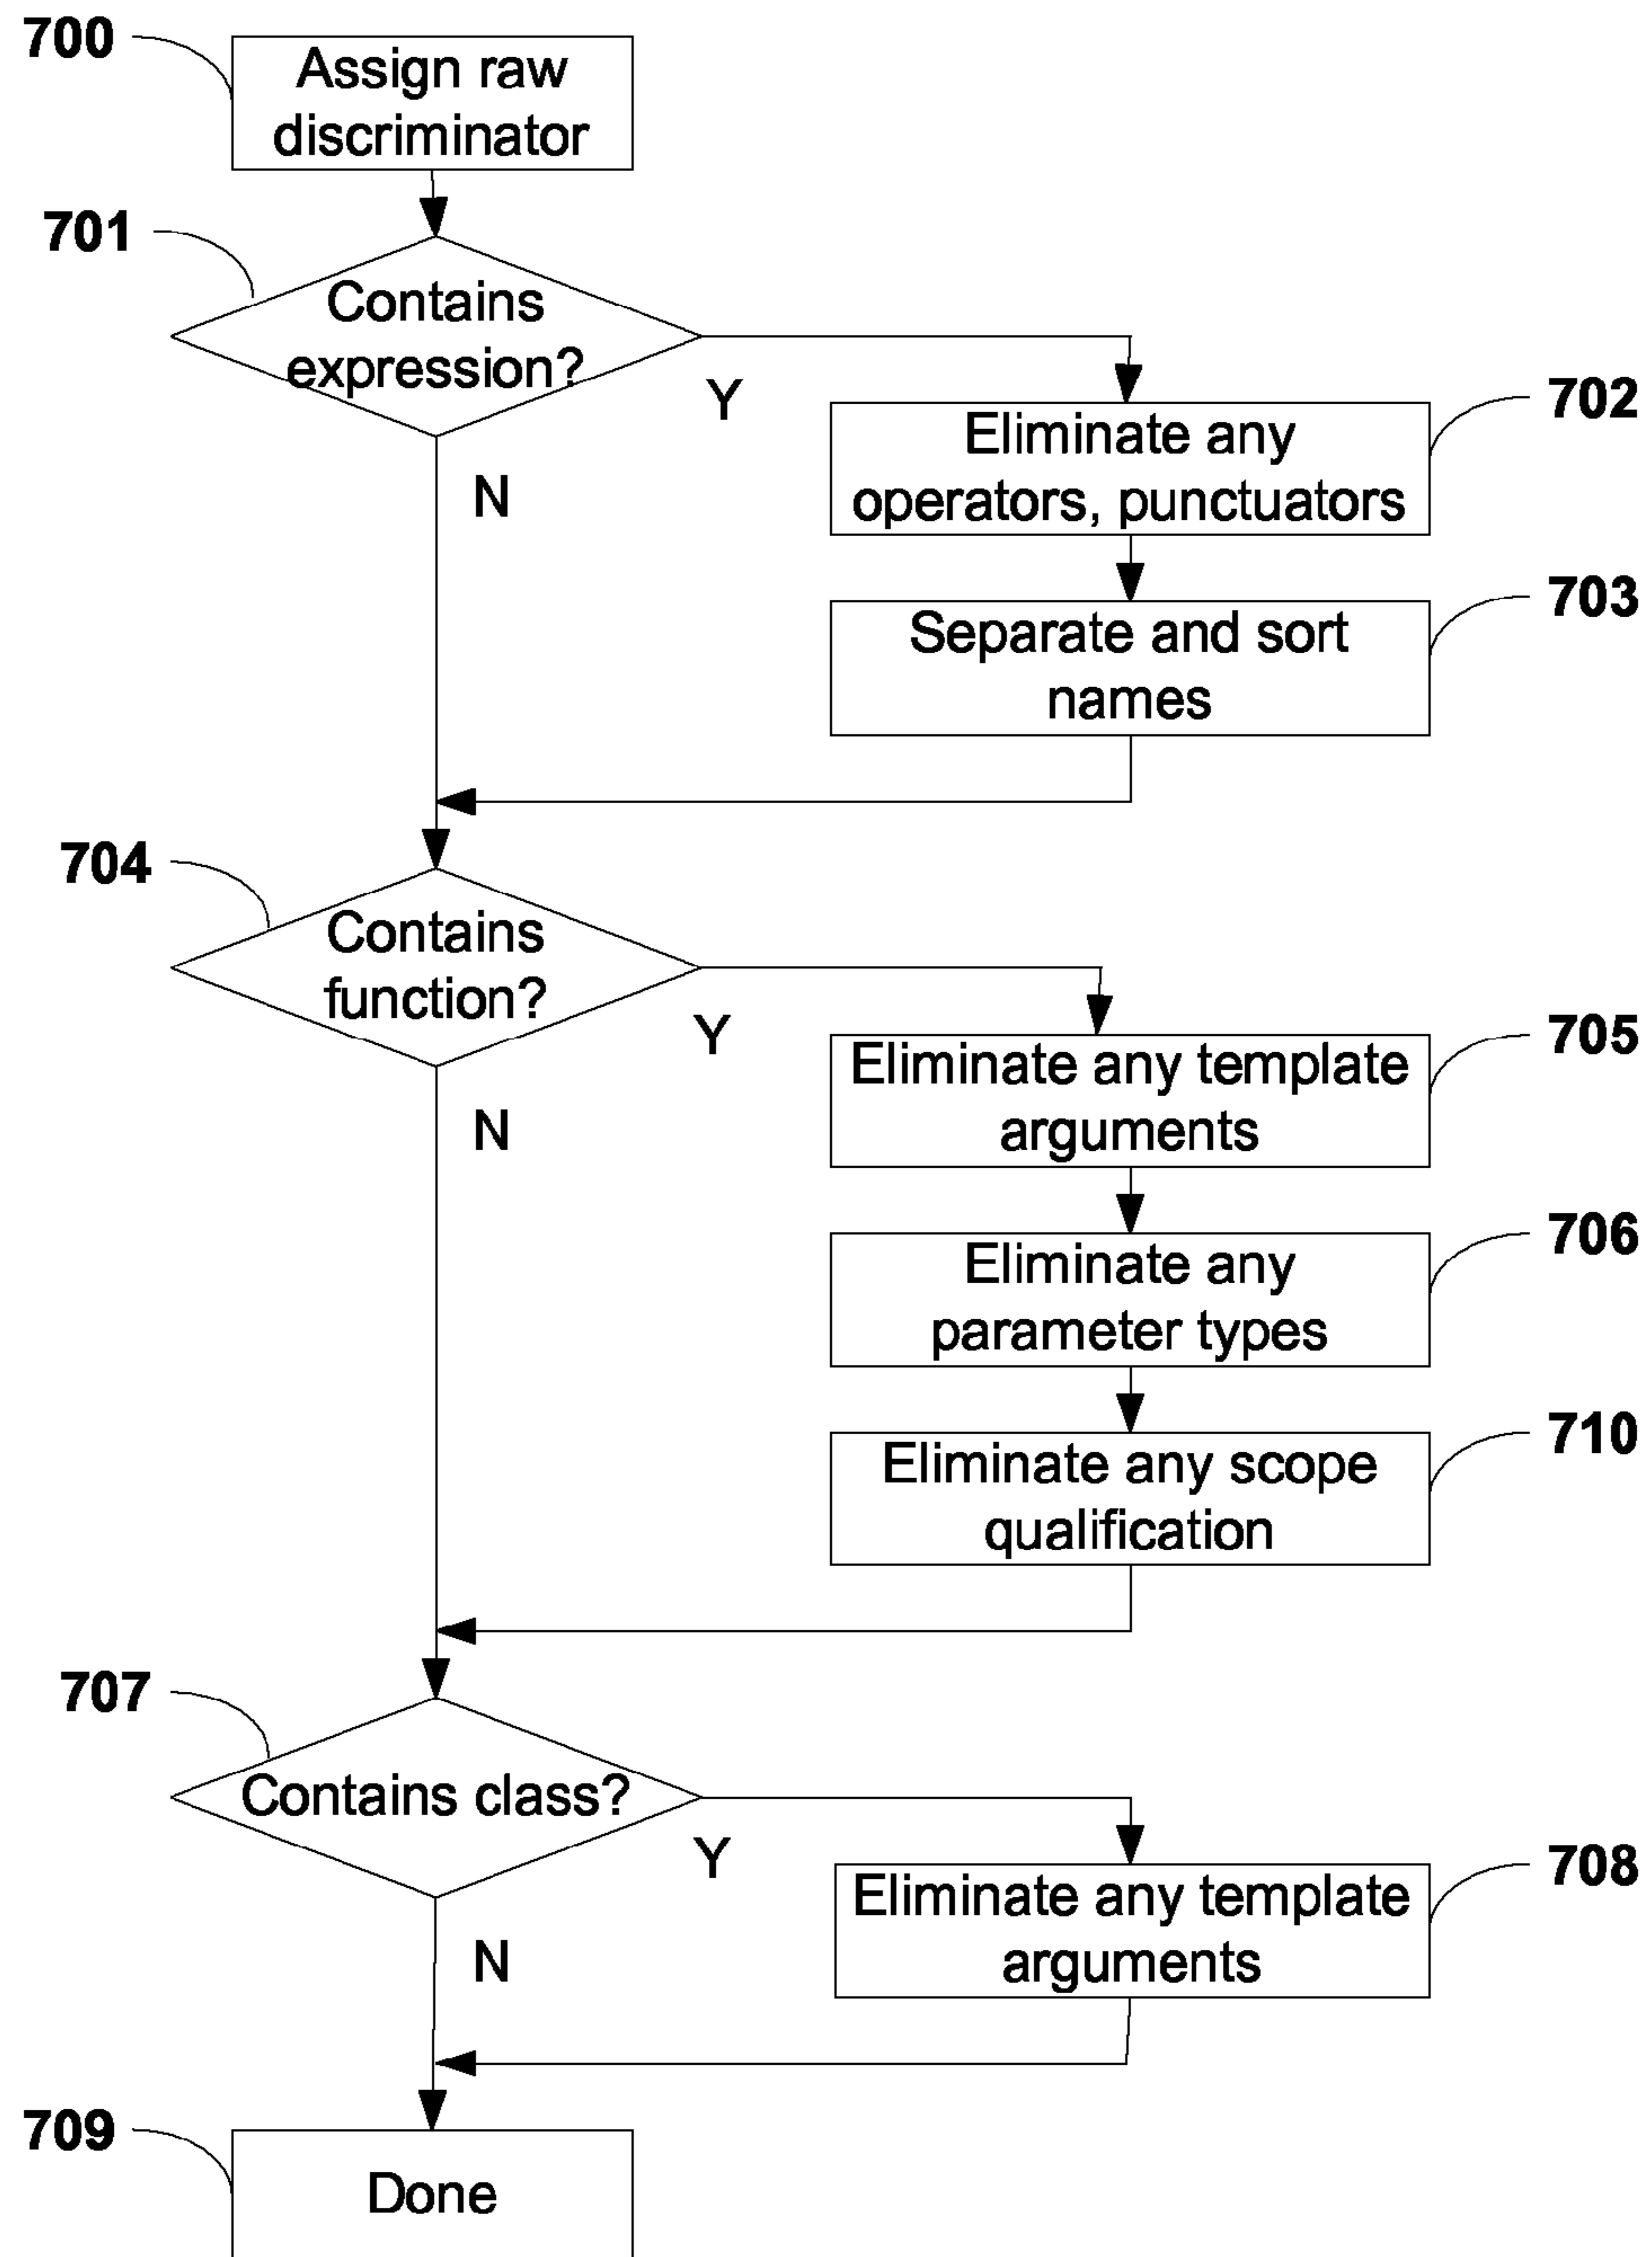 700
Assign raw
discriminator
701
Contains
expression?
Y
N
702
Eliminate any
operators, punctuators
703
Separate and sort
names
704
Contains
function?
Y
N
705
Eliminate any template
arguments
706
Eliminate any
parameter types
710
Eliminate any scope
qualification
707
Contains class?
Y
N
708
Eliminate any template
arguments
709
Done